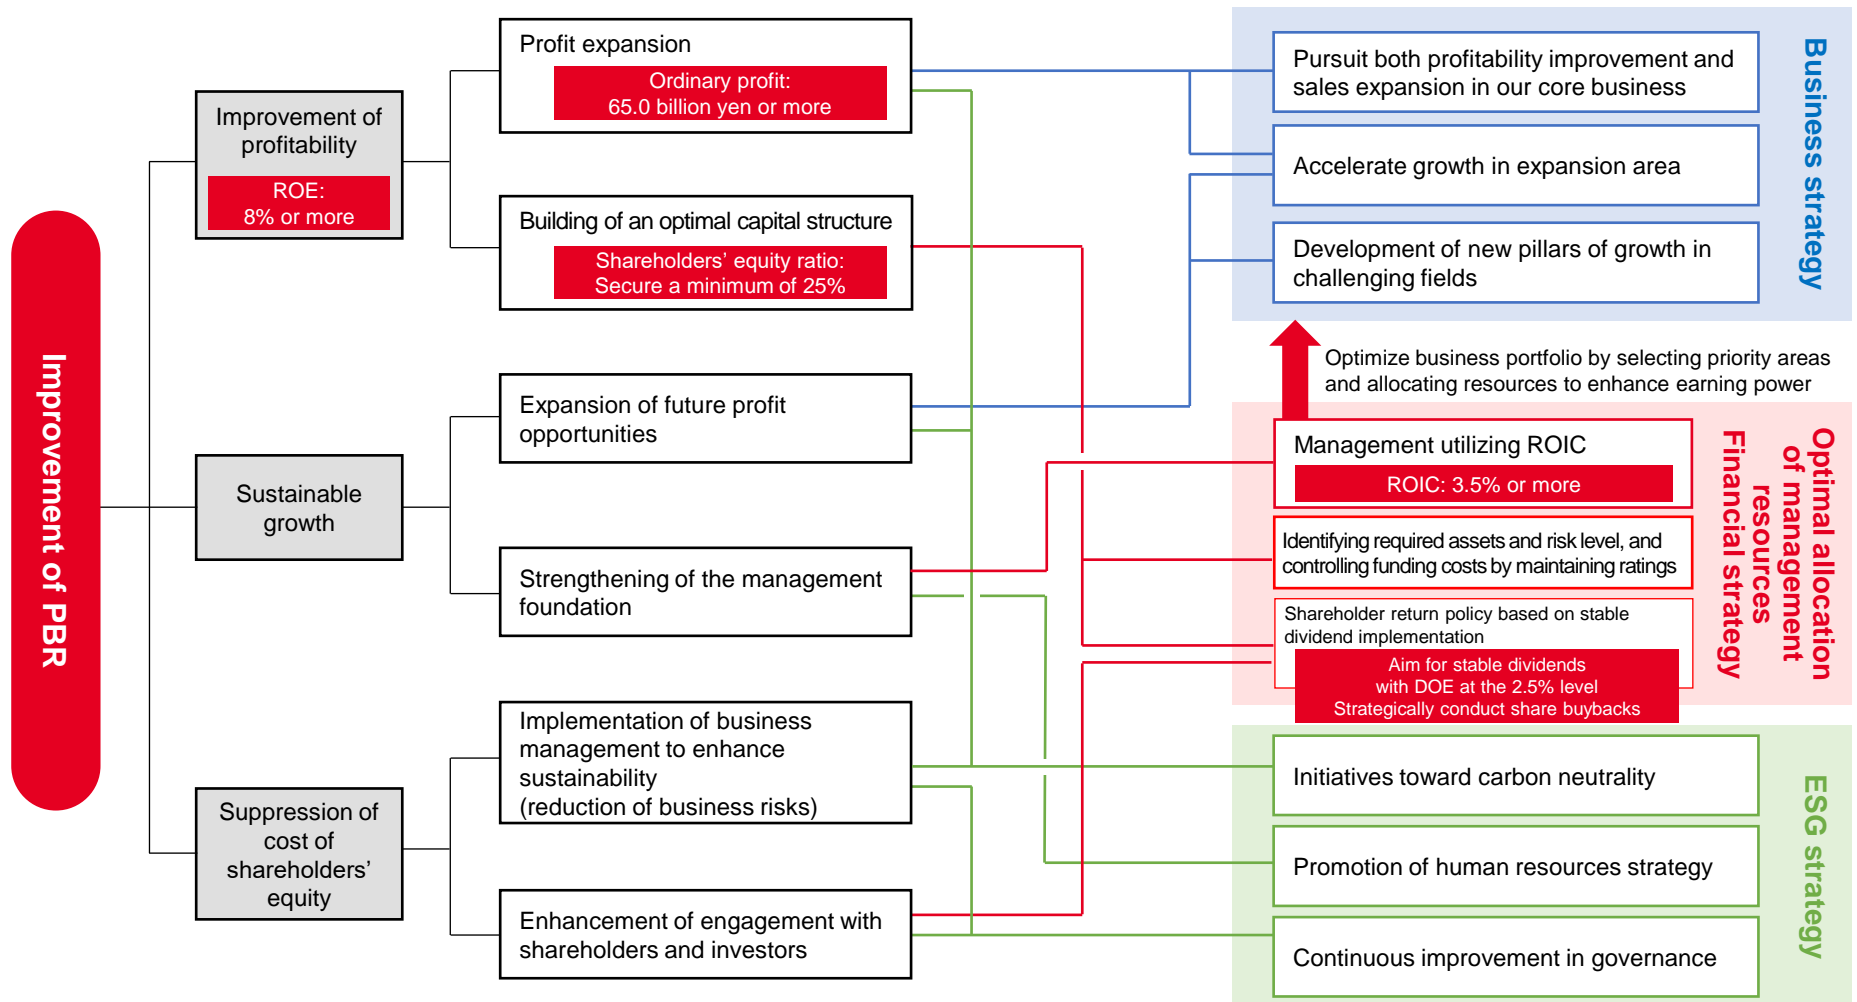 Improvement of PBR
Improvement of
profitability
ROE:
8% or more
Sustainable
growth
Suppression of
cost of
shareholders’
equity
Profit expansion
Ordinary profit:
65.0 billion yen or more
Building of an optimal capital structure
Shareholders’ equity ratio:
Secure a minimum of 25%
Expansion of future profit
opportunities
Strengthening of the management
foundation
Implementation of business
management to enhance
sustainability
(reduction of business risks)
Enhancement of engagement with
shareholders and investors
Pursuit both profitability improvement and
sales expansion in our core business
Accelerate growth in expansion area
Development of new pillars of growth in
challenging fields
Business strategy
Optimize business portfolio by selecting priority areas
and allocating resources to enhance earning power
Management utilizing ROIC
ROIC: 3.5% or more
Identifying required assets and risk level, and
controlling funding costs by maintaining ratings
Shareholder return policy based on stable
dividend implementation
Aim for stable dividends
with DOE at the 2.5% level
Strategically conduct share buybacks
Optimal allocation
of management
resources
Financial strategy
Initiatives toward carbon neutrality
Promotion of human resources strategy
Continuous improvement in governance
ESG strategy